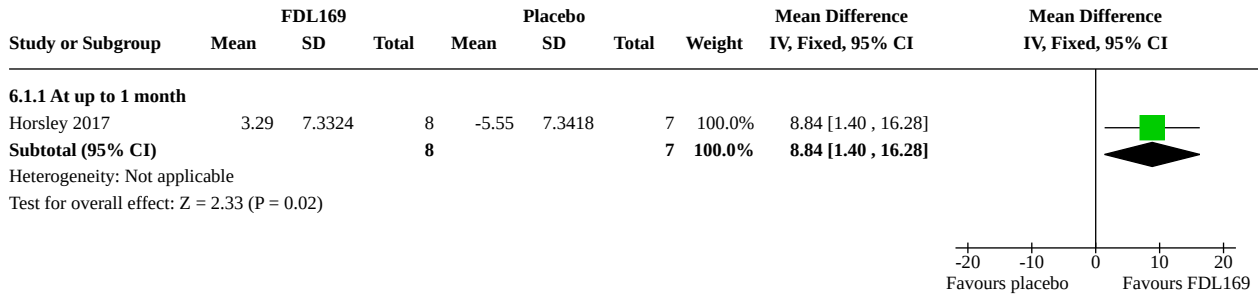 FDL169 Placebo Mean Difference Mean Difference
Study or Subgroup Mean SD Total Mean SD Total Weight IV, Fixed, 95% CI IV, Fixed, 95% CI
6.1.1 At up to 1 month
Horsley 2017 3.29 7.3324 8 -5.55 7.3418 7 100.0% 8.84 [1.40 , 16.28]
Subtotal (95% CI) 8 7 100.0% 8.84 [1.40 , 16.28]
Heterogeneity: Not applicable
Test for overall effect: Z = 2.33 (P = 0.02)
-20 -10 0 10 20
Favours placebo Favours FDL169